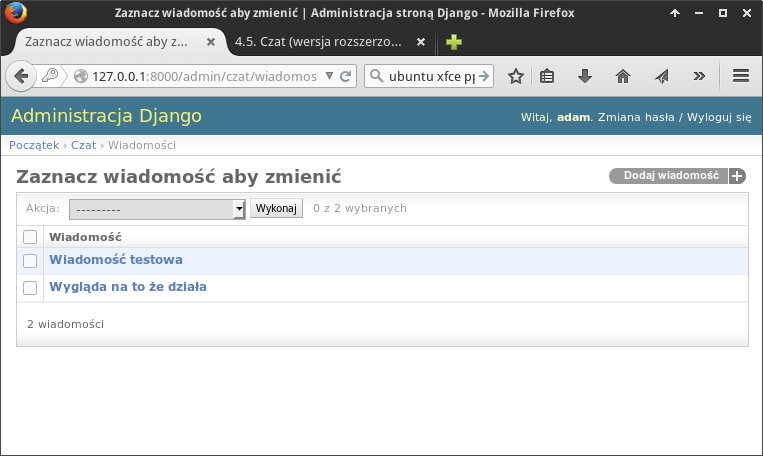 Zaznacz wiadomość aby zmienić | Administracja stroną Django - Mozilla Firefox
Zaznacz wiadomość aby z...
4.5. Czat (wersja rozszerzo...
127.0.0.1:8000/admin/czat/wiadomos
ubuntu xfce pp
Administracja Django
Witaj, adam. Zmiana hasła / Wyloguj się
Początek › Czat › Wiadomości
Zaznacz wiadomość aby zmienić
Dodaj wiadomość
Akcja: --------- Wykonaj 0 z 2 wybranych
Wiadomość
Wiadomość testowa
Wygląda na to że działa
2 wiadomości